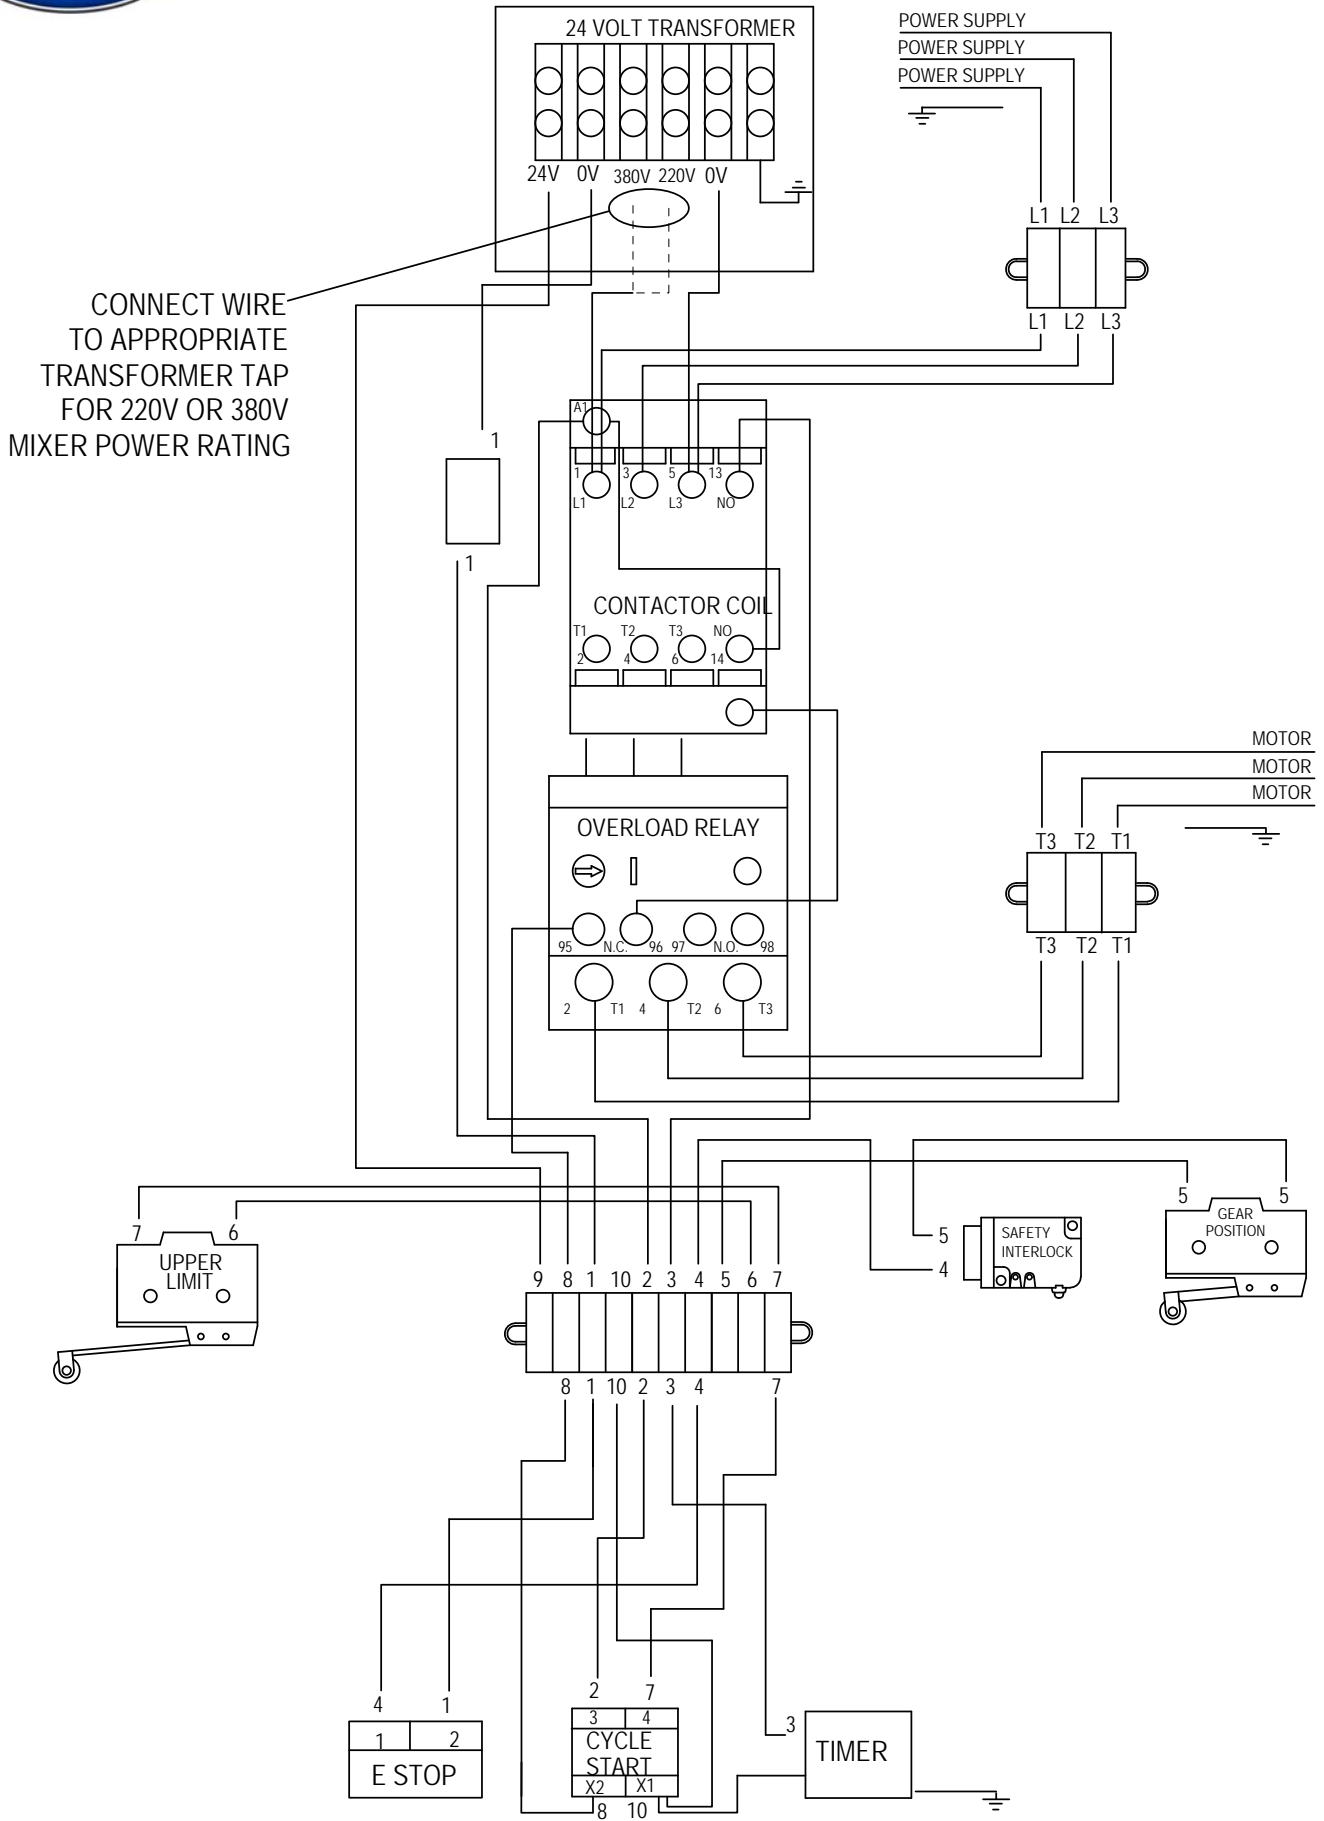 24 VOLT TRANSFORMER
POWER SUPPLY
POWER SUPPLY
POWER SUPPLY
24V 0V 380V 220V 0V
L1 L2 L3
CONNECT WIRE
TO APPROPRIATE
TRANSFORMER TAP
FOR 220V OR 380V
MIXER POWER RATING
L1 L2 L3
A1
1
1 3 5 13
L1 L2 L3 NO
1
CONTACTOR COIL
T1 T2 T3 NO
2 4 6 14
MOTOR
MOTOR
MOTOR
OVERLOAD RELAY
T3 T2 T1
95 N.C. 96 97 N.O. 98
T3 T2 T1
2 T1 4 T2 6 T3
7 6
UPPER
LIMIT
5
4
SAFETY
INTERLOCK
5 5
GEAR
POSITION
9 8 1 10 2 3 4 5 6 7
8 1 10 2 3 4 7
4 1
1 2
E STOP
2 7
3 4
CYCLE
START
X2 X1
8 10
3
TIMER